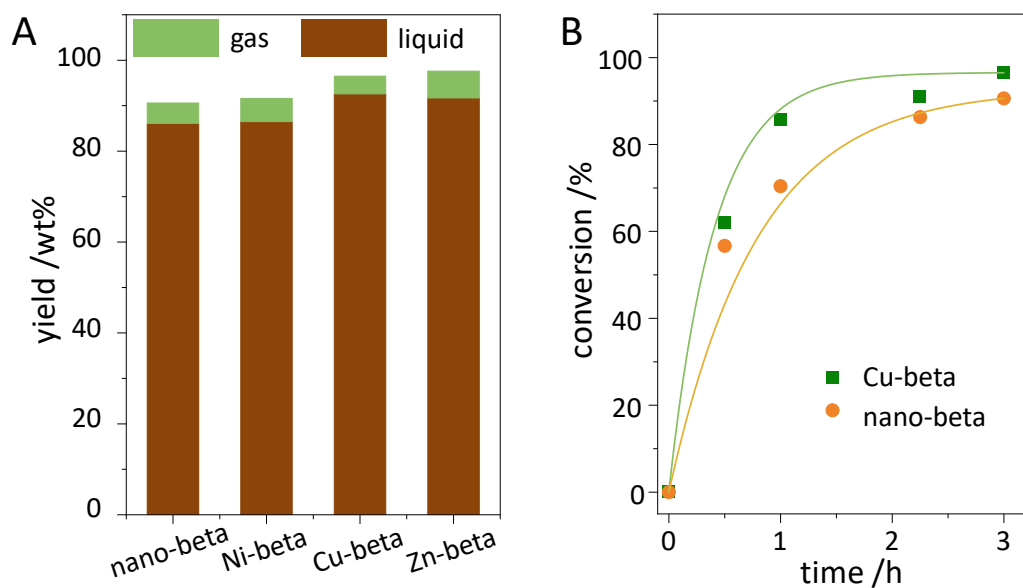 A
gas
liquid
yield /wt%
100
80
60
40
20
0
nano-beta
Ni-beta
Cu-beta
Zn-beta
B
conversion /%
100
80
60
40
20
0
Cu-beta
nano-beta
0
1
2
3
time /h